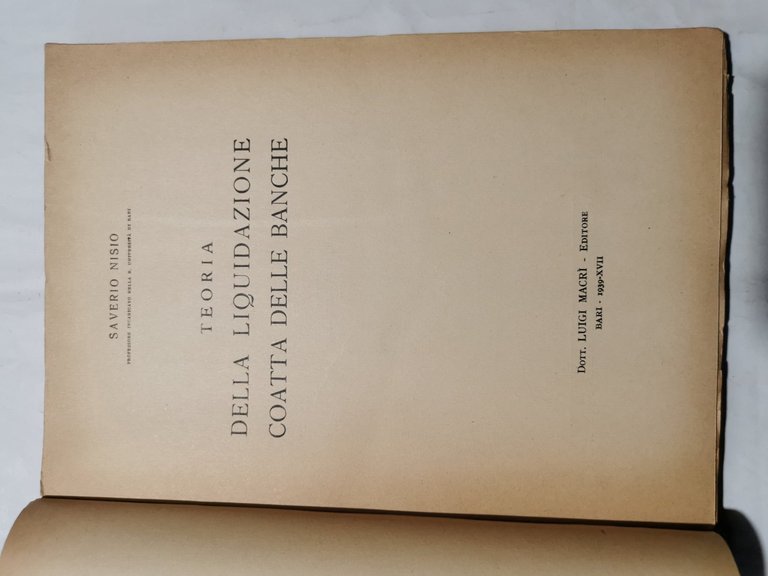 SAVERIO NISIO
PROFESSORE INCARICATO NELLA R. UNIVERSITÀ DI BARI
TEORIA
DELLA LIQUIDAZIONE
COATTA DELLE BANCHE
DOTT. LUIGI MACRÌ - EDITORE
BARI - 1939-XVII